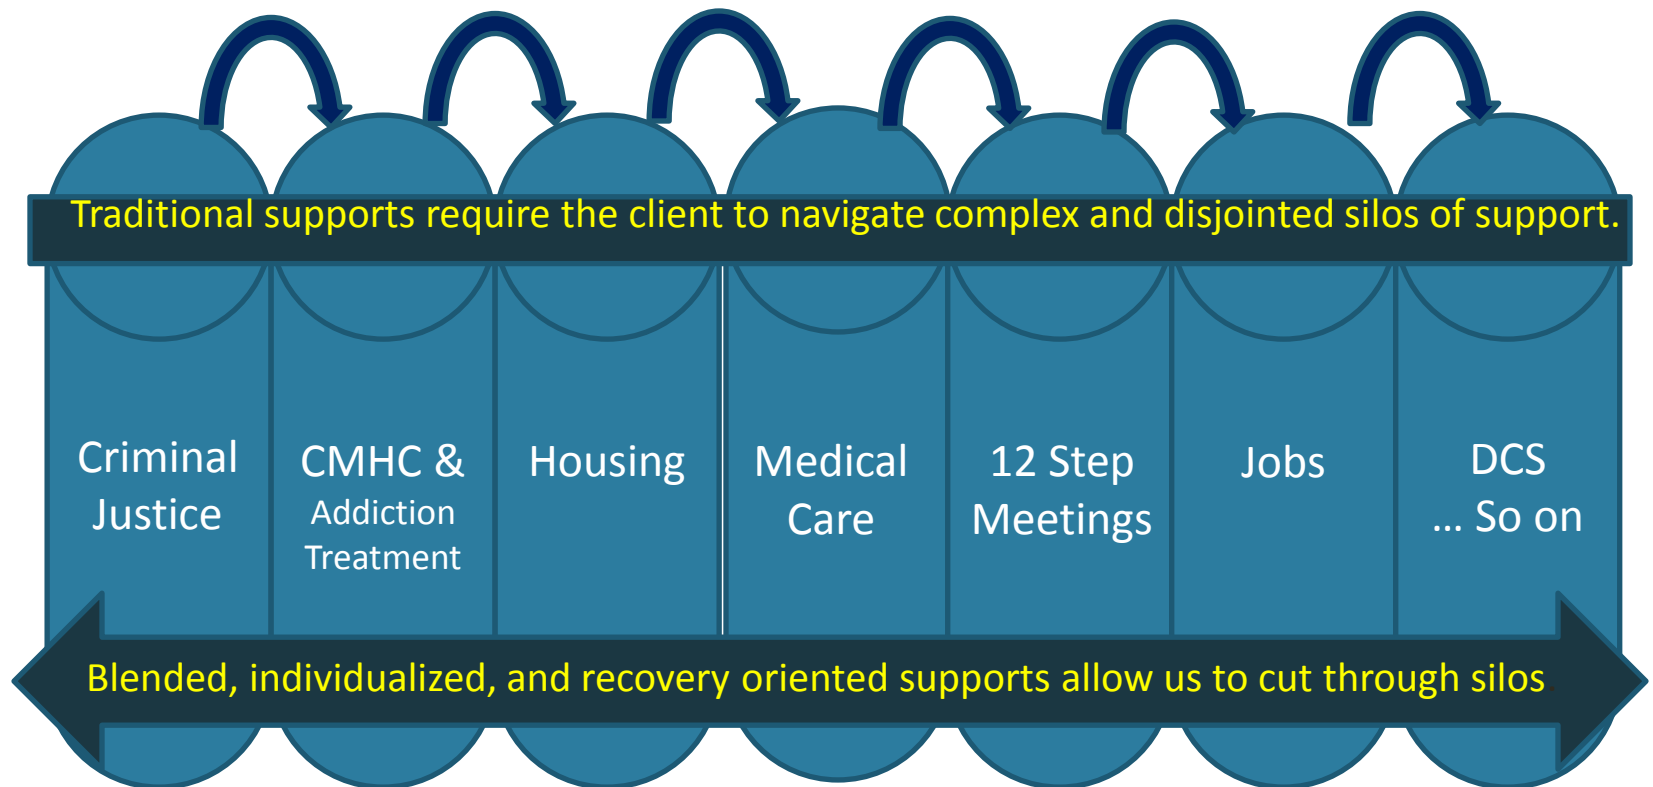 Traditional supports require the client to navigate complex and disjointed silos of support.
Criminal
Justice
CMHC &
Addiction
Treatment
Housing
Medical
Care
12 Step
Meetings
Jobs
DCS
... So on
Blended, individualized, and recovery oriented supports allow us to cut through silos.